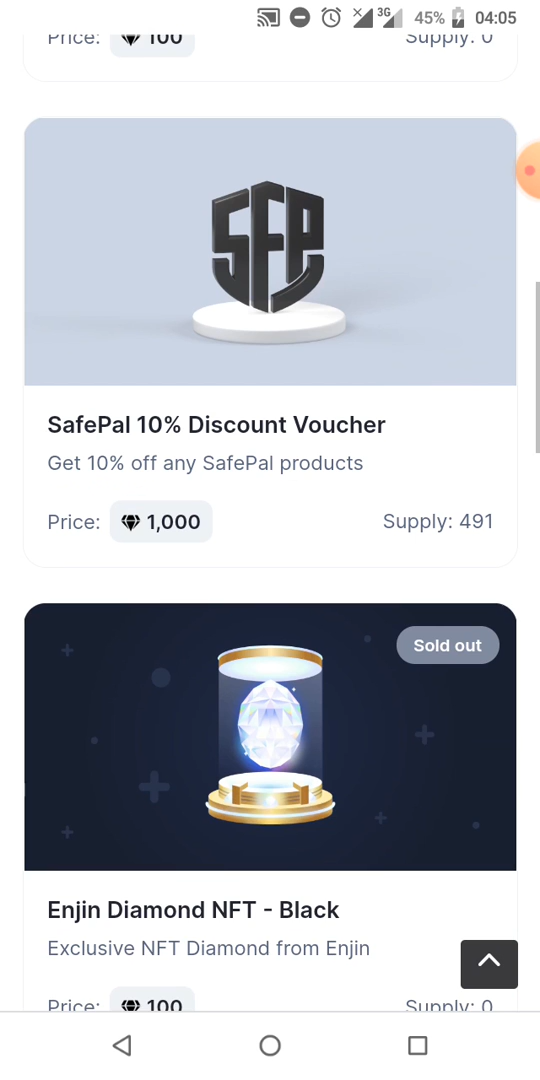 3G 45% 04:05
Price: 100 Supply: 0
SFP
SafePal 10% Discount Voucher
Get 10% off any SafePal products
Price: 1,000 Supply: 491
Sold out
Enjin Diamond NFT - Black
Exclusive NFT Diamond from Enjin
Price: 100 Supply: 0